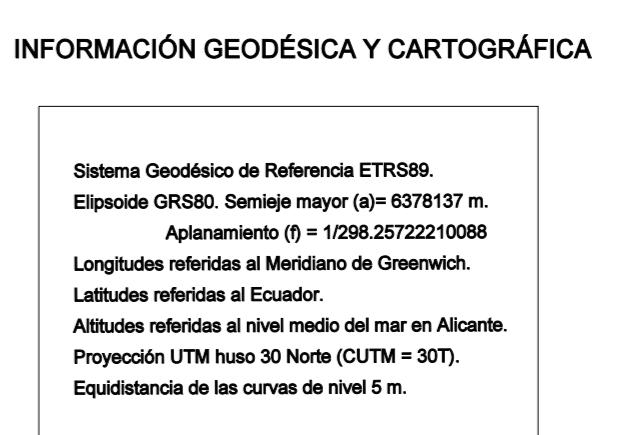 INFORMACIÓN GEODÉSICA Y CARTOGRÁFICA
Sistema Geodésico de Referencia ETRS89.
Elipsoide GRS80. Semieje mayor (a)= 6378137 m.
Aplanamiento (f) = 1/298.25722210088
Longitudes referidas al Meridiano de Greenwich.
Latitudes referidas al Ecuador.
Altitudes referidas al nivel medio del mar en Alicante.
Proyección UTM huso 30 Norte (CUTM = 30T).
Equidistancia de las curvas de nivel 5 m.